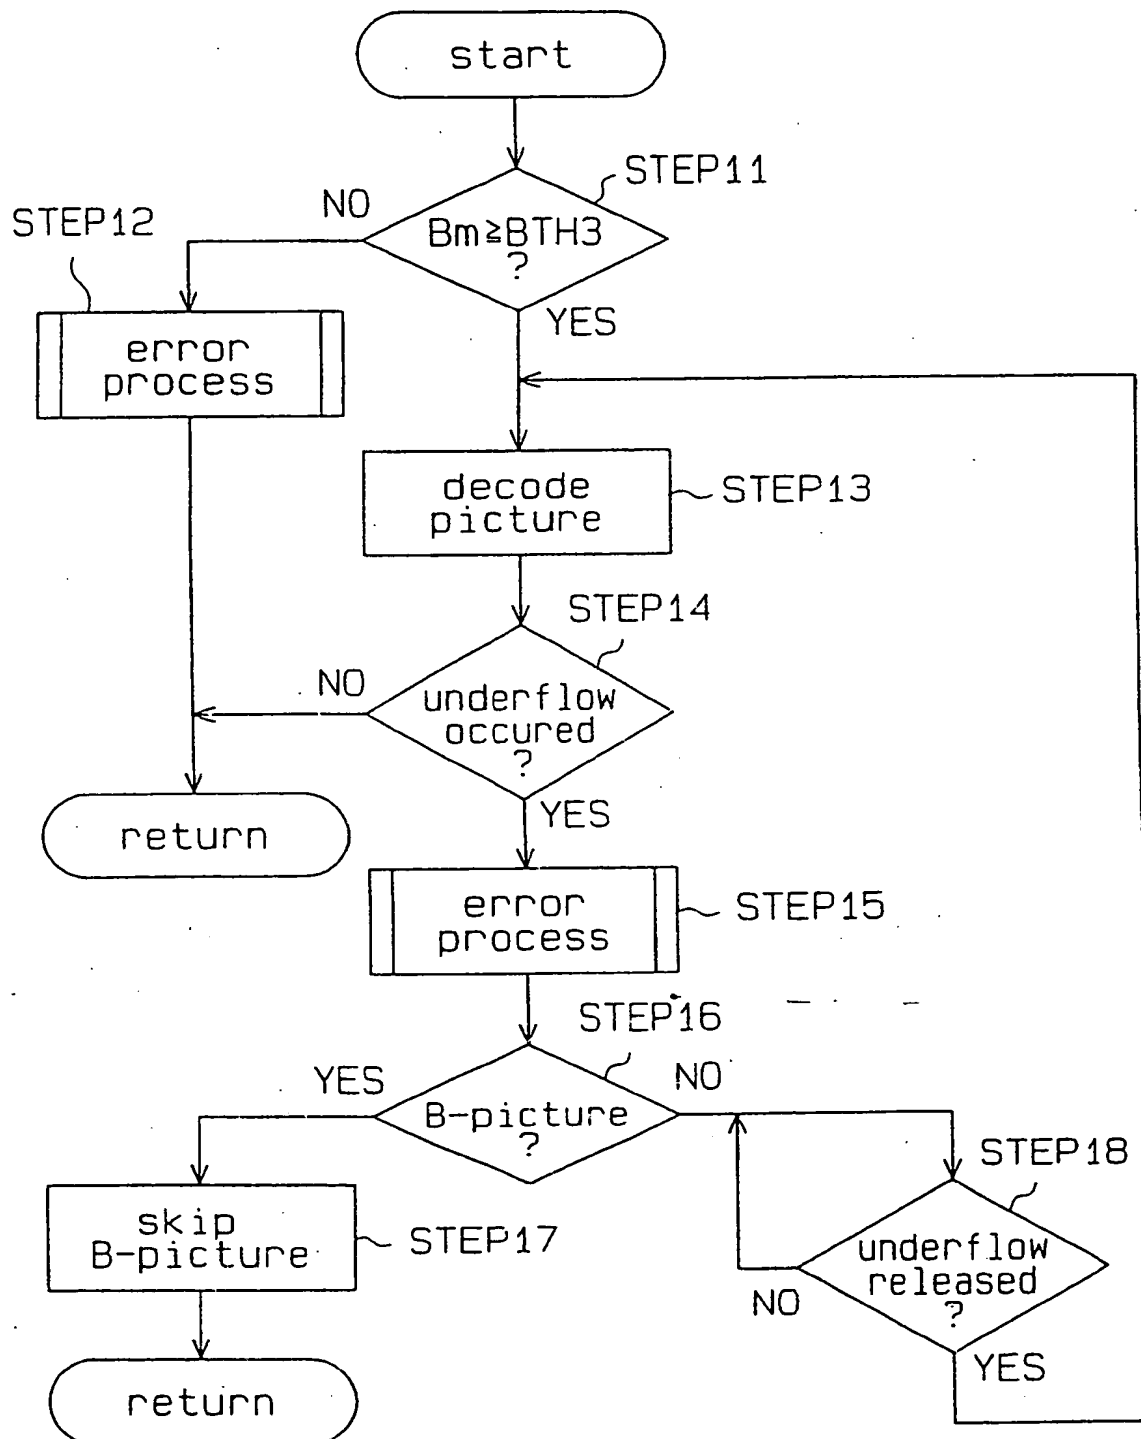 start
STEP11
NO
Bm≧BTH3
?
STEP12
YES
error
process
decode
picture
STEP13
STEP14
NO
underflow
occured
?
YES
return
error
process
STEP15
STEP16
YES
NO
B-picture
?
STEP18
skip
B-picture
STEP17
underflow
released
?
NO
YES
return